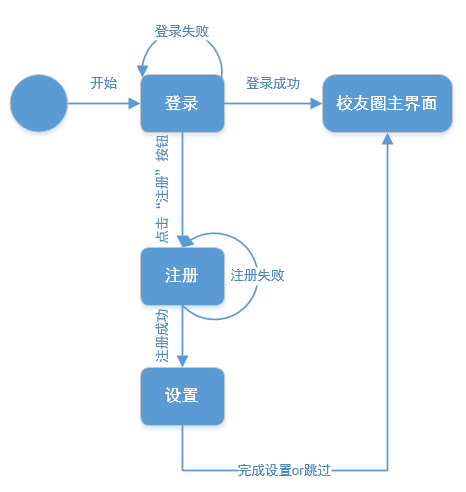 登录失败
开始
登录
登录成功
校友圈主界面
点击 “注册” 按钮
注册
注册失败
注册成功
设置
完成设置or跳过